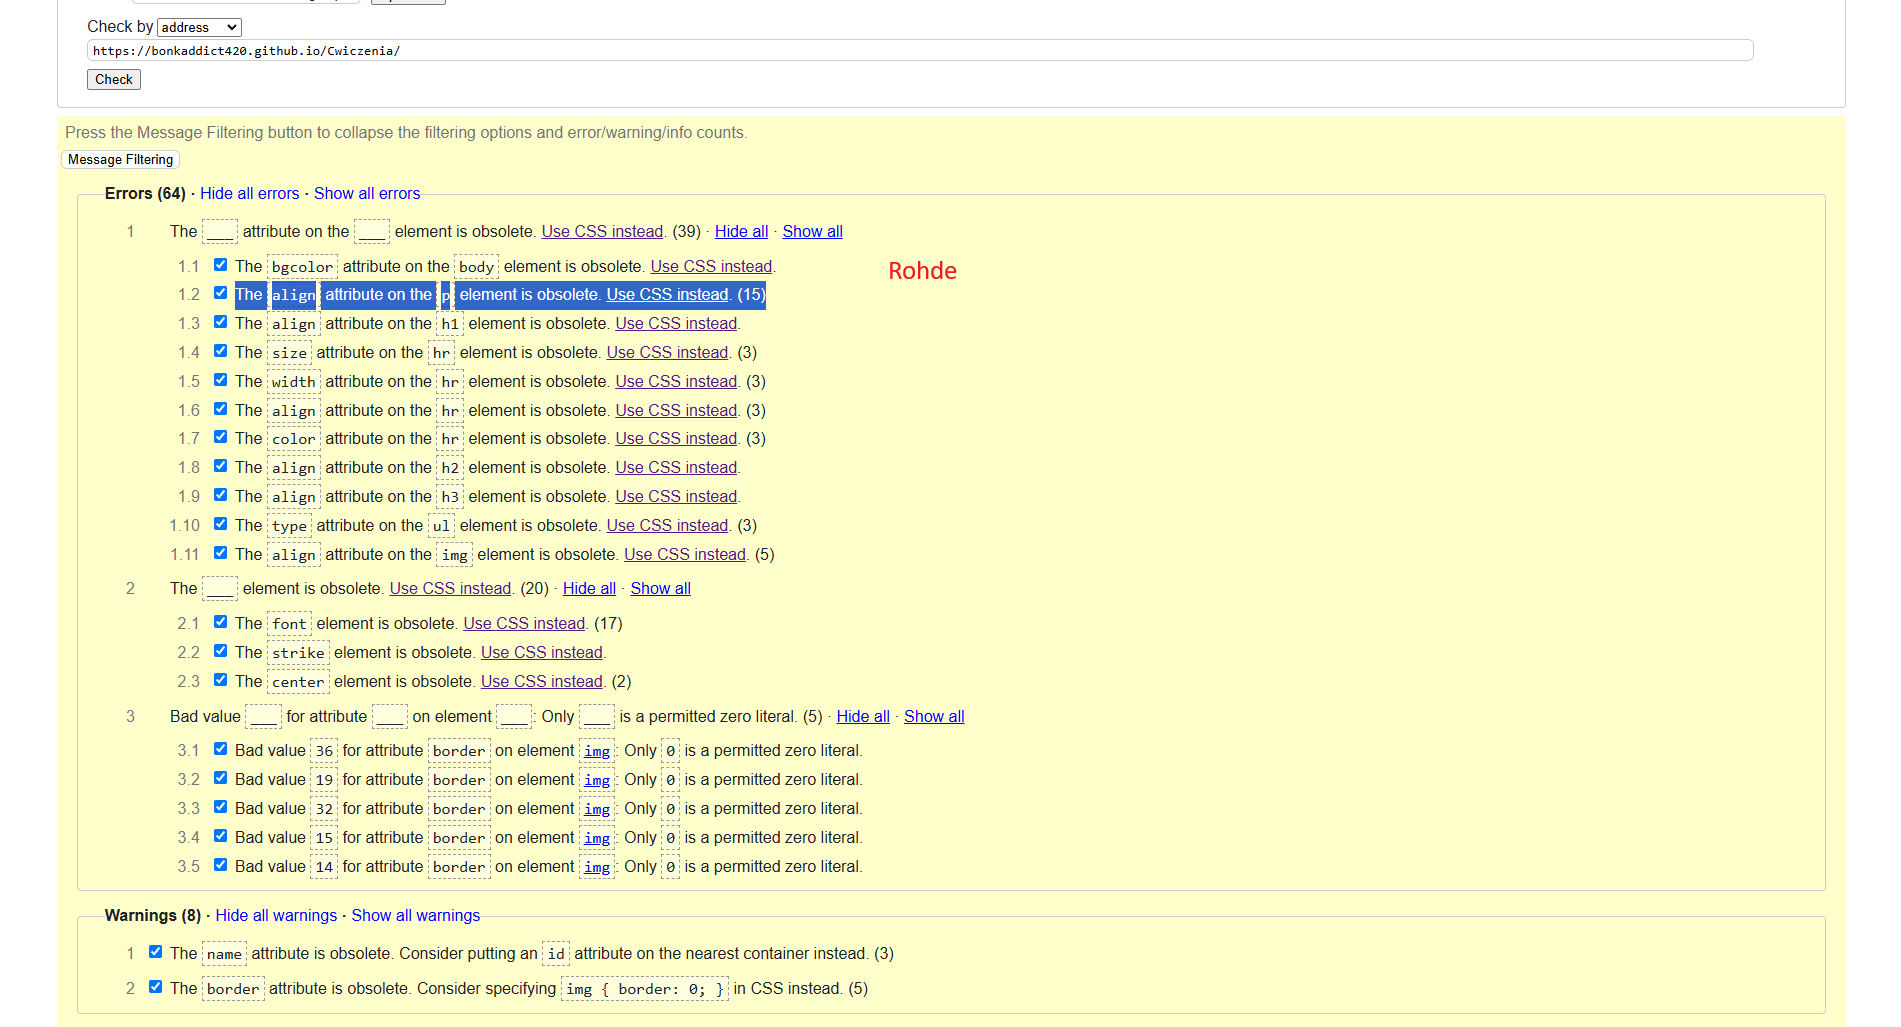 Check by address
https://bonkaddict420.github.io/Cwiczenia/
Check
Press the Message Filtering button to collapse the filtering options and error/warning/info counts.
Message Filtering
Errors (64) · Hide all errors · Show all errors
1 The ___ attribute on the ___ element is obsolete. Use CSS instead. (39) · Hide all · Show all
1.1 The bgcolor attribute on the body element is obsolete. Use CSS instead.
Rohde
1.2 The align attribute on the p element is obsolete. Use CSS instead. (15)
1.3 The align attribute on the h1 element is obsolete. Use CSS instead.
1.4 The size attribute on the hr element is obsolete. Use CSS instead. (3)
1.5 The width attribute on the hr element is obsolete. Use CSS instead. (3)
1.6 The align attribute on the hr element is obsolete. Use CSS instead. (3)
1.7 The color attribute on the hr element is obsolete. Use CSS instead. (3)
1.8 The align attribute on the h2 element is obsolete. Use CSS instead.
1.9 The align attribute on the h3 element is obsolete. Use CSS instead.
1.10 The type attribute on the ul element is obsolete. Use CSS instead. (3)
1.11 The align attribute on the img element is obsolete. Use CSS instead. (5)
2 The ___ element is obsolete. Use CSS instead. (20) · Hide all · Show all
2.1 The font element is obsolete. Use CSS instead. (17)
2.2 The strike element is obsolete. Use CSS instead.
2.3 The center element is obsolete. Use CSS instead. (2)
3 Bad value ___ for attribute ___ on element ___: Only ___ is a permitted zero literal. (5) · Hide all · Show all
3.1 Bad value 36 for attribute border on element img: Only 0 is a permitted zero literal.
3.2 Bad value 19 for attribute border on element img: Only 0 is a permitted zero literal.
3.3 Bad value 32 for attribute border on element img: Only 0 is a permitted zero literal.
3.4 Bad value 15 for attribute border on element img: Only 0 is a permitted zero literal.
3.5 Bad value 14 for attribute border on element img: Only 0 is a permitted zero literal.
Warnings (8) · Hide all warnings · Show all warnings
1 The name attribute is obsolete. Consider putting an id attribute on the nearest container instead. (3)
2 The border attribute is obsolete. Consider specifying img { border: 0; } in CSS instead. (5)